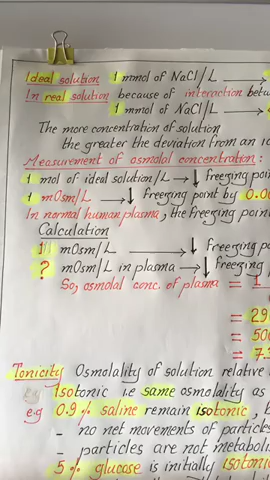 Ideal solution 1 mmol of NaCl/L →
In real solution because of interaction betw
1 mmol of NaCl/L →
The more concentration of solution
the greater the deviation from an
Measurement of osmolal concentration:
1 mol of ideal solution/L → ↓ freezing poin
1 mOsm/L → ↓ freezing point by 0.0
In normal human plasma, the freezing point
Calculation
1 mOsm/L → ↓ freezing po
? mOsm/L in plasma → ↓ freezing
So, osmolal conc. of plasma = 1
= 29
= 50
= 7.3
Tonicity Osmolality of solution relative
Isotonic i.e same osmolality as
e.g 0.9% saline remain isotonic,
- no net movements of particles
- particles are not metaboli
5% glucose is initially isotonic